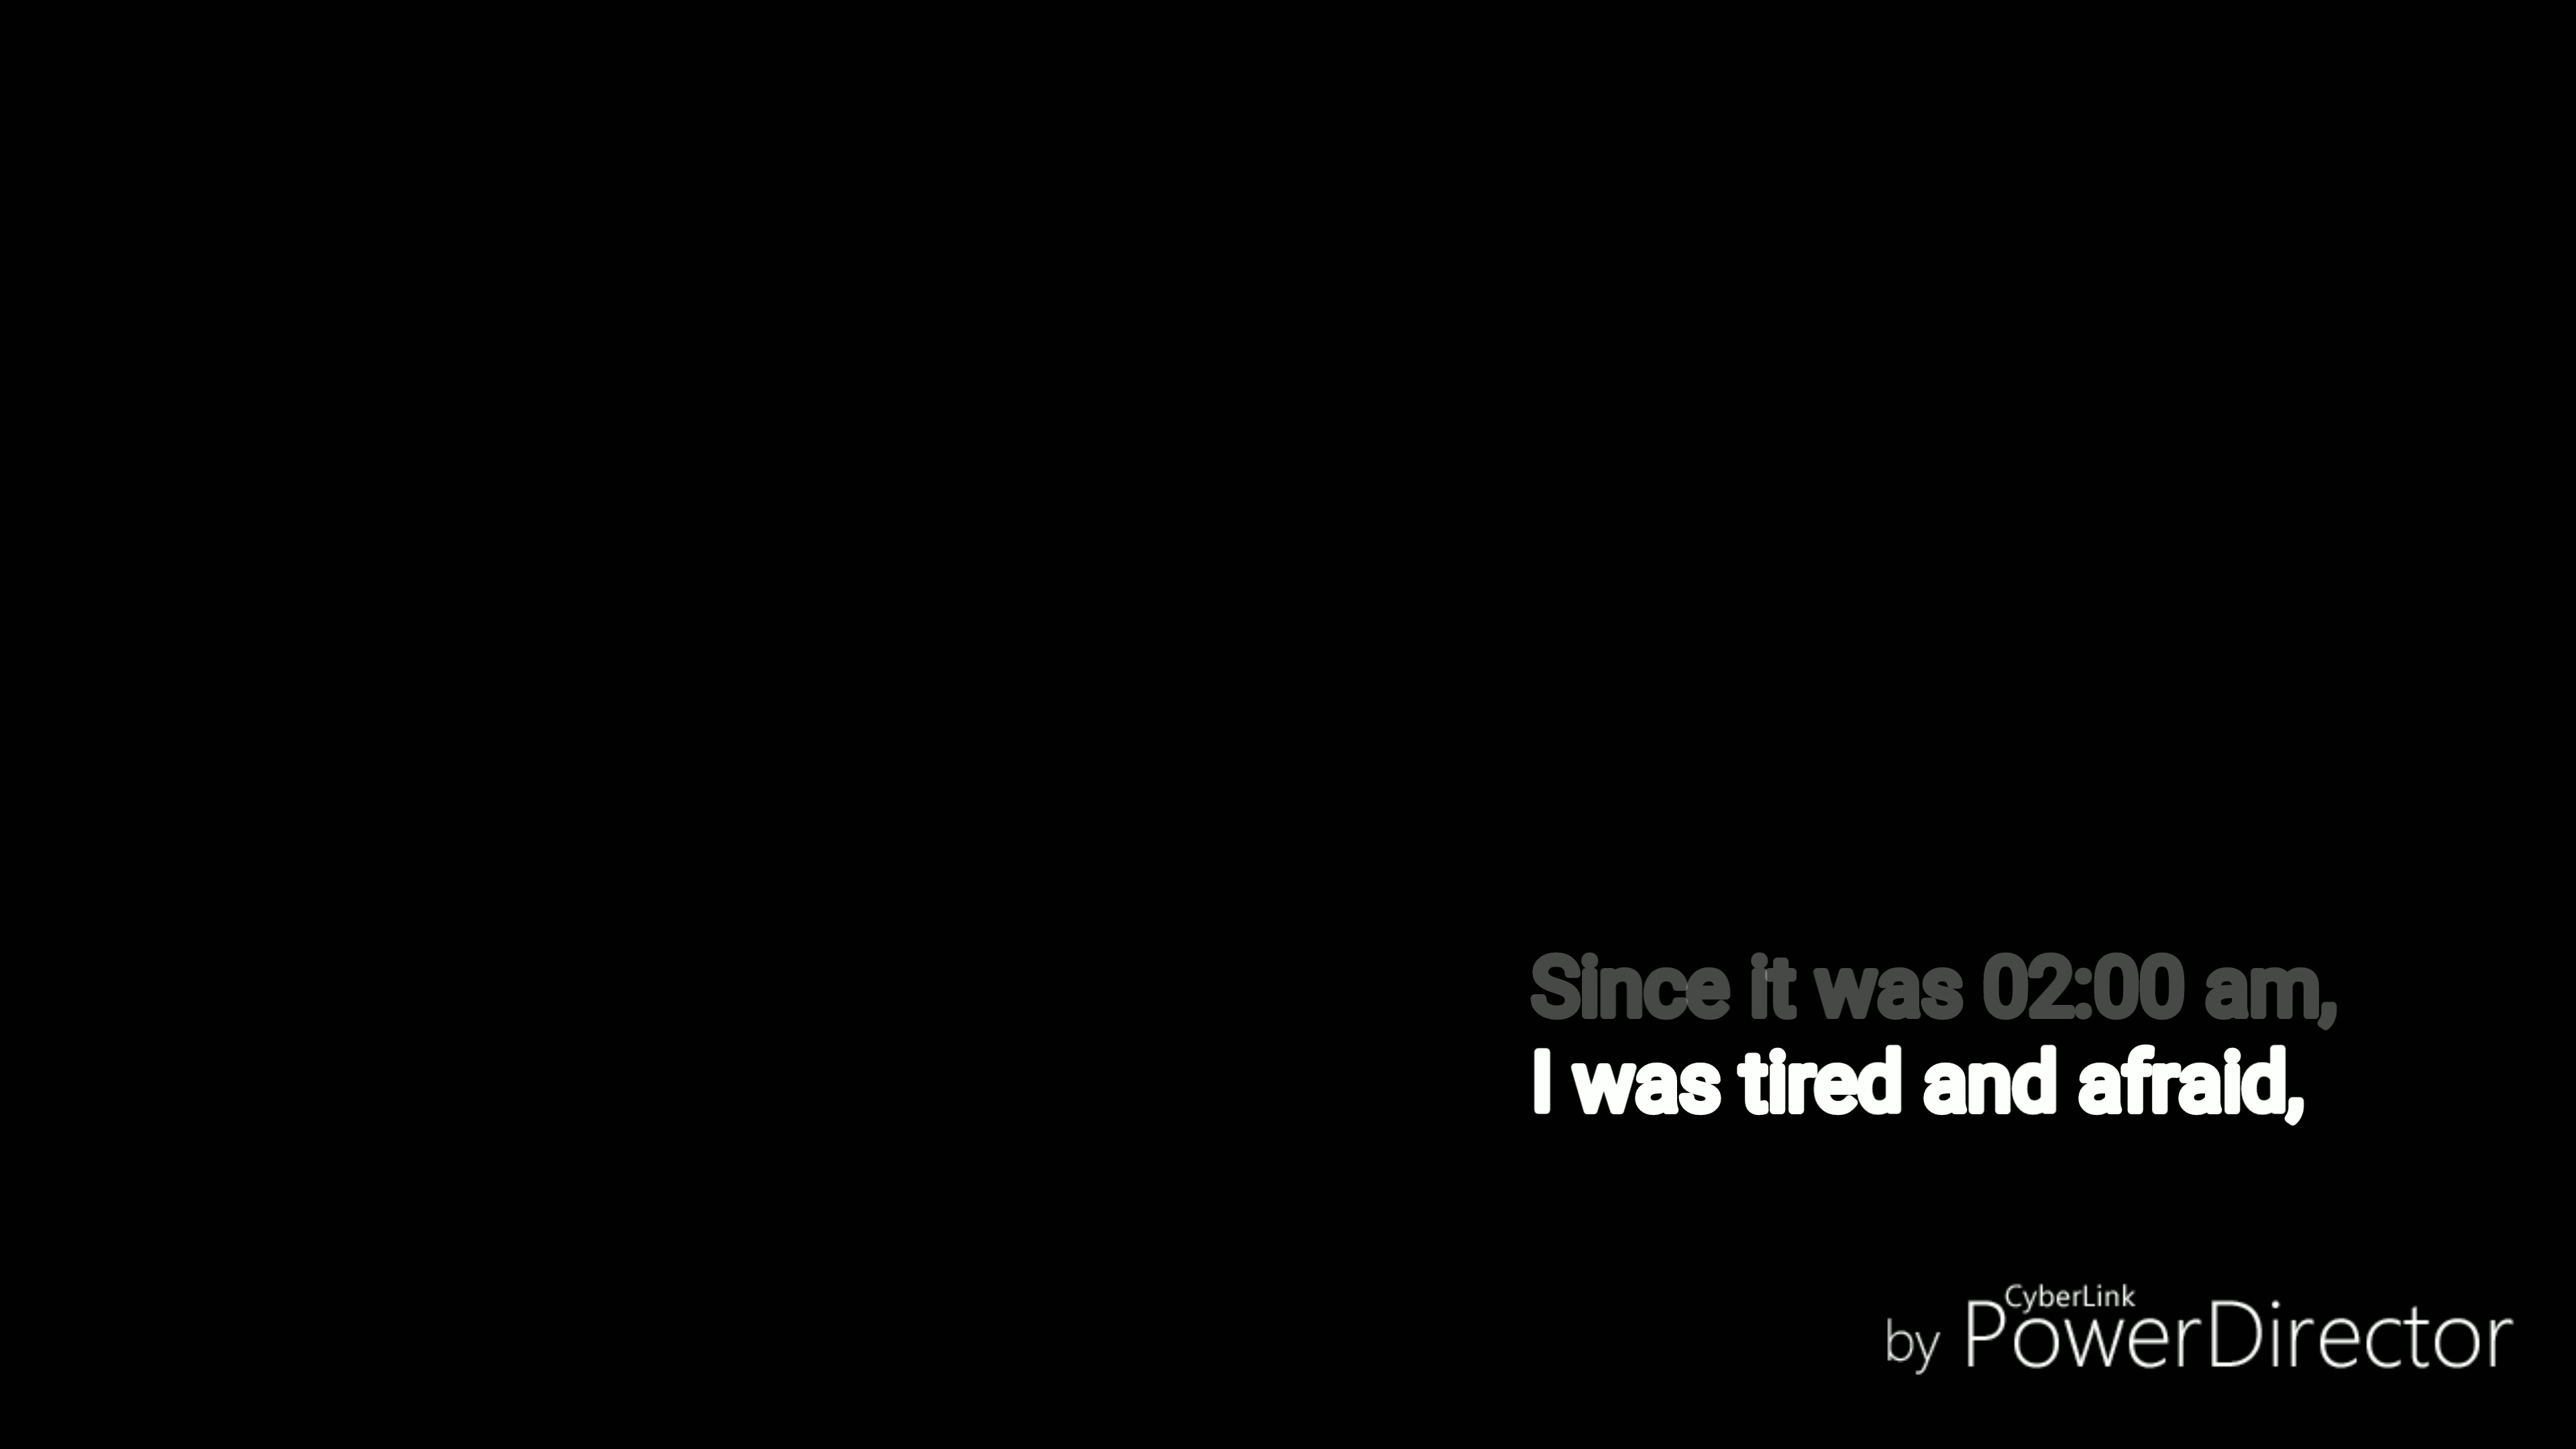 Since it was 02:00 am,
I was tired and afraid,
by CyberLink PowerDirector